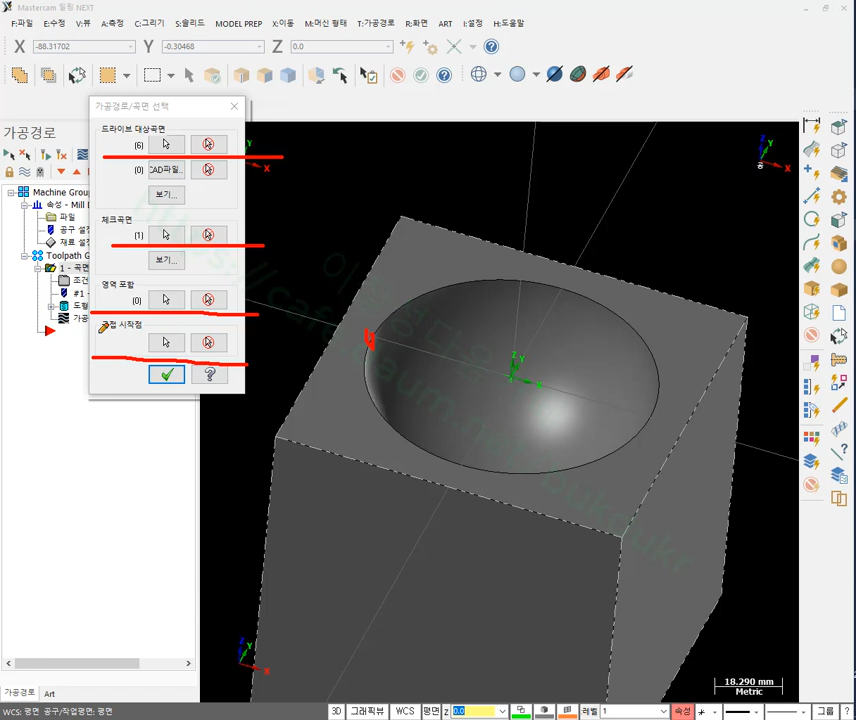 Mastercam 밀링 NEXT
F:파일 E:수정 V:뷰 A:측정 C:그리기 S:솔리드 MODEL PREP X:이동 M:머신 형태 T:가공경로 R:화면 ART I:설정 H:도움말
X -88.31702 Y -0.30468 Z 0.0
가공경로/곡면 선택
드라이브 대상곡면
(6)
(0) CAD파일..
보기...
체크곡면
(1)
보기...
영역 포함
(0)
시작점
가공경로
Machine Group
속성 - Mill D
파일
공구 설정
재료 설정
Toolpath G
1 - 곡면
조건
#1 -
도형
가공
Z Y X
Z Y X
18.290 mm
Metric
가공경로 Art
WCS: 평면 공구/작업평면: 평면 3D 그래픽뷰 WCS 평면 Z 0.0 레벨 1 속성 그룹 ?